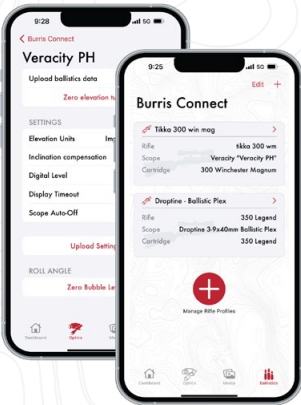 9:28
5G
Burris Connect
Veracity PH
Upload ballistics data
Zero elevation tu
SETTINGS
Elevation Units
Inclination compensation
Digital Level
Display Timeout
Scope Auto-Off
Upload Setting
ROLL ANGLE
Zero Bubble Le
Dashboard
Optics
9:25
5G
Edit +
Burris Connect
Tikka 300 win mag
Rifle tikka 300 wm
Scope Veracity "Veracity PH"
Cartridge 300 Winchester Magnum
Droptine - Ballistic Plex
Rifle 350 Legend
Scope Droptine 3-9x40mm Ballistic Plex
Cartridge 350 Legend
Manage Rifle Profiles
Dashboard
Optics
Media
Ballistics